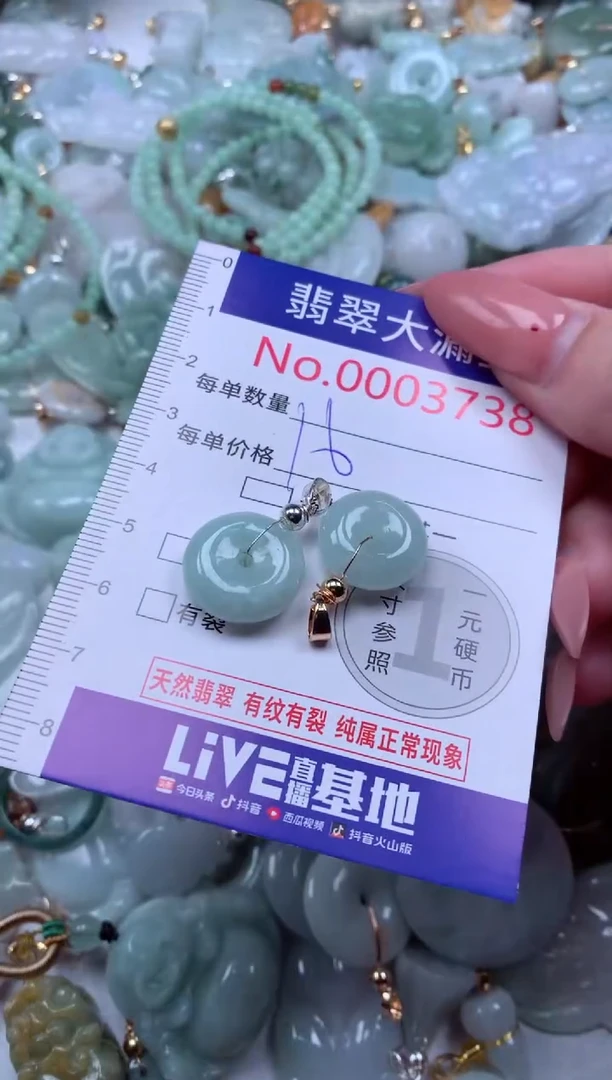 0
1
2
3
4
5
6
7
8
翡翠大漏
No.0003738
每单数量
16
每单价格
有裂
寸参照
1
一元硬币
天然翡翠 有纹有裂 纯属正常现象
LiVE直播基地
今日头条 抖音 西瓜视频 抖音火山版